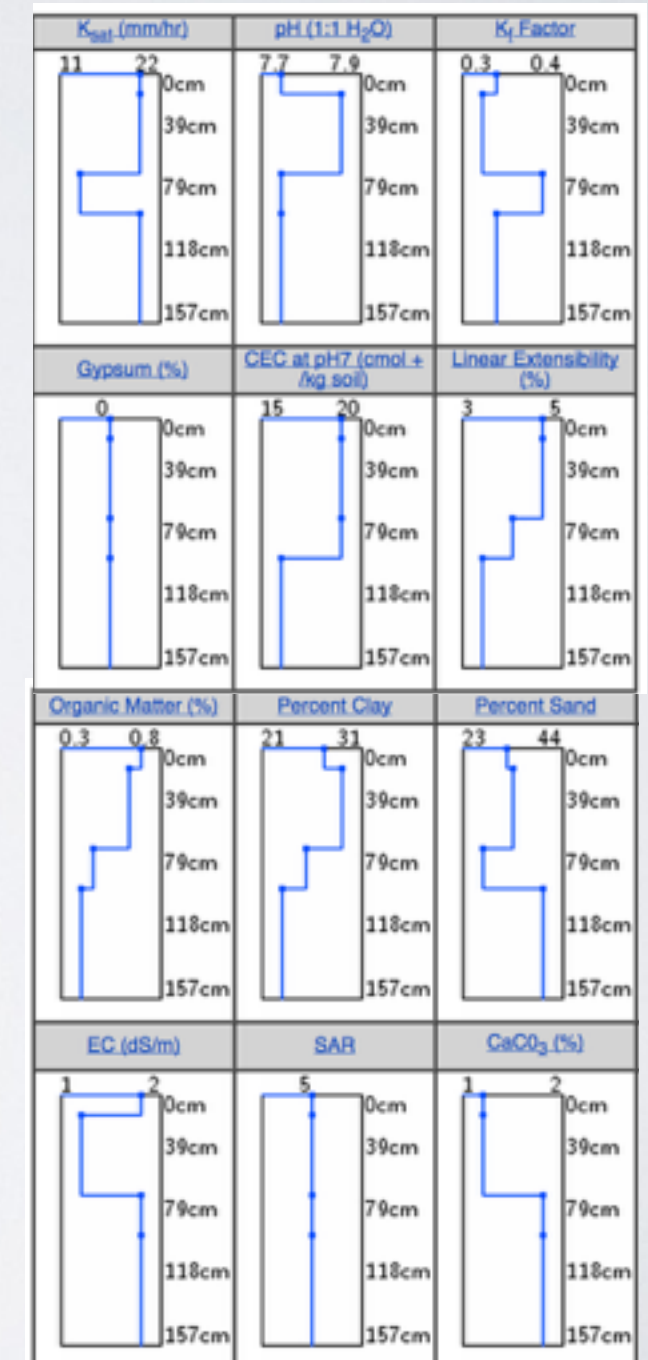 Ksat (mm/hr) pH (1:1 H2O) Kf Factor
11 22 7.7 7.9 0.3 0.4
0cm 0cm 0cm
39cm 39cm 39cm
79cm 79cm 79cm
118cm 118cm 118cm
157cm 157cm 157cm
Gypsum (%) CEC at pH7 (cmol + /kg soil) Linear Extensibility (%)
0 15 20 3 5
0cm 0cm 0cm
39cm 39cm 39cm
79cm 79cm 79cm
118cm 118cm 118cm
157cm 157cm 157cm
Organic Matter (%) Percent Clay Percent Sand
0.3 0.8 21 31 23 44
0cm 0cm 0cm
39cm 39cm 39cm
79cm 79cm 79cm
118cm 118cm 118cm
157cm 157cm 157cm
EC (dS/m) SAR CaC03 (%)
1 2 5 1 2
0cm 0cm 0cm
39cm 39cm 39cm
79cm 79cm 79cm
118cm 118cm 118cm
157cm 157cm 157cm